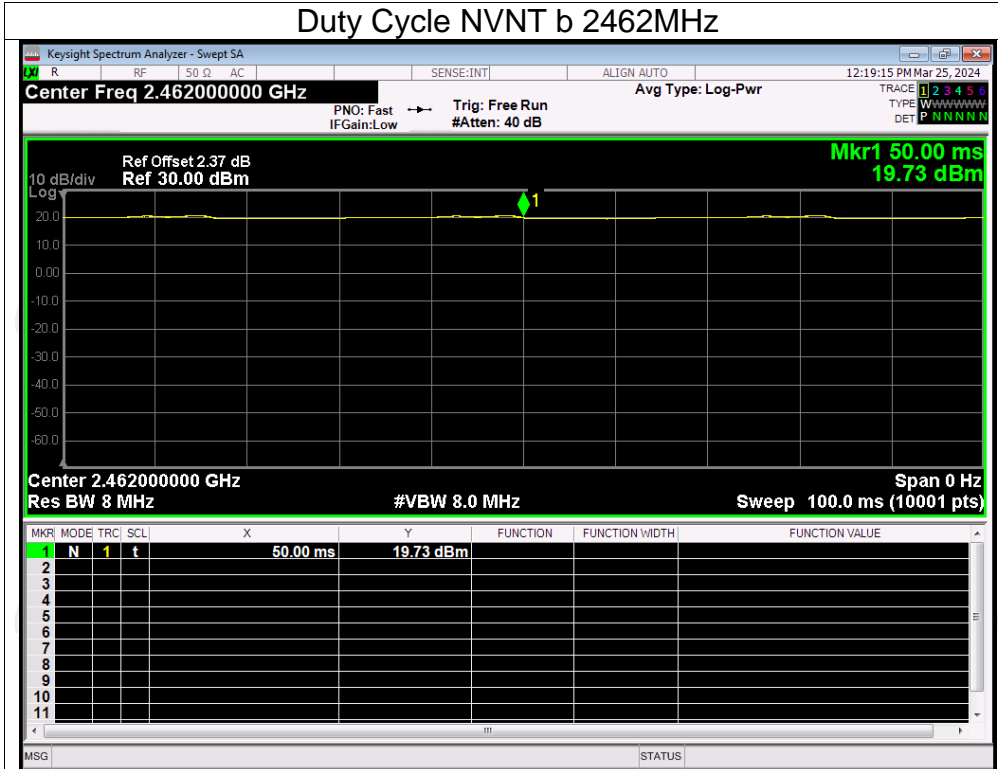 Duty Cycle NVNT b 2462MHz
Keysight Spectrum Analyzer - Swept SA
LXI R RF 50 Ω AC SENSE:INT ALIGN AUTO 12:19:15 PM Mar 25, 2024
Center Freq 2.462000000 GHz Avg Type: Log-Pwr TRACE 1 2 3 4 5 6
PNO: Fast Trig: Free Run TYPE WWWWWW
IFGain:Low #Atten: 40 dB DET P N N N N N
Mkr1 50.00 ms
19.73 dBm
Ref Offset 2.37 dB
10 dB/div Ref 30.00 dBm
Log
1
20.0
10.0
0.00
-10.0
-20.0
-30.0
-40.0
-50.0
-60.0
Center 2.462000000 GHz Span 0 Hz
Res BW 8 MHz #VBW 8.0 MHz Sweep 100.0 ms (10001 pts)
MKR MODE TRC SCL X Y FUNCTION FUNCTION WIDTH FUNCTION VALUE
1 N 1 t 50.00 ms 19.73 dBm
2
3
4
5
6
7
8
9
10
11
MSG STATUS